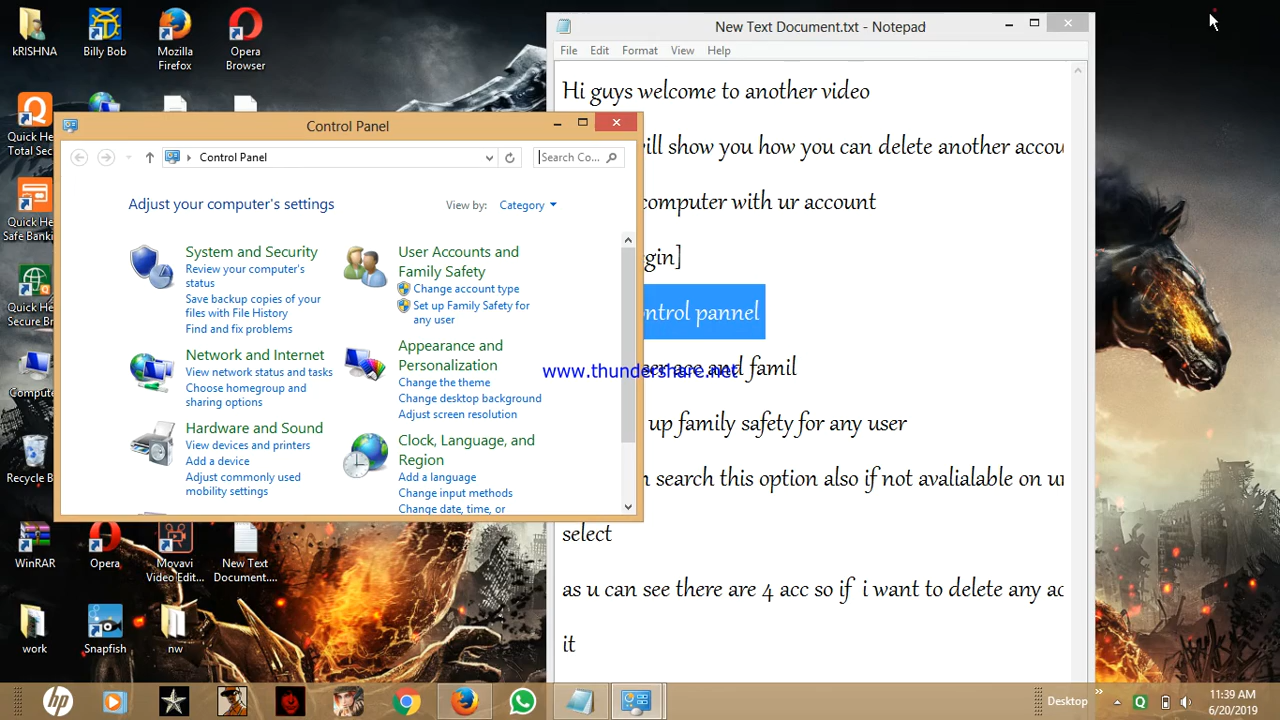 kRISHNA
Billy Bob
Mozilla
Firefox
Opera
Browser
Quick He
Total Sec
Quick He
Safe Banki
Quick He
Secure Br
Compute
Recycle B
WinRAR
Opera
Movavi
Video Edit...
New Text
Document....
work
Snapfish
nw
New Text Document.txt - Notepad
File Edit Format View Help
Hi guys welcome to another video
ill show you how you can delete another accou
computer with ur account
gin]
ntrol pannel
ser acc and famil
up family safety for any user
search this option also if not avalialable on ur
select
as u can see there are 4 acc so if i want to delete any ac
it
www.thundershare.net
Control Panel
Control Panel
Search Co...
Adjust your computer's settings
View by: Category
System and Security
Review your computer's
status
Save backup copies of your
files with File History
Find and fix problems
Network and Internet
View network status and tasks
Choose homegroup and
sharing options
Hardware and Sound
View devices and printers
Add a device
Adjust commonly used
mobility settings
User Accounts and
Family Safety
Change account type
Set up Family Safety for
any user
Appearance and
Personalization
Change the theme
Change desktop background
Adjust screen resolution
Clock, Language, and
Region
Add a language
Change input methods
Change date, time, or
hp
Desktop
11:39 AM
6/20/2019